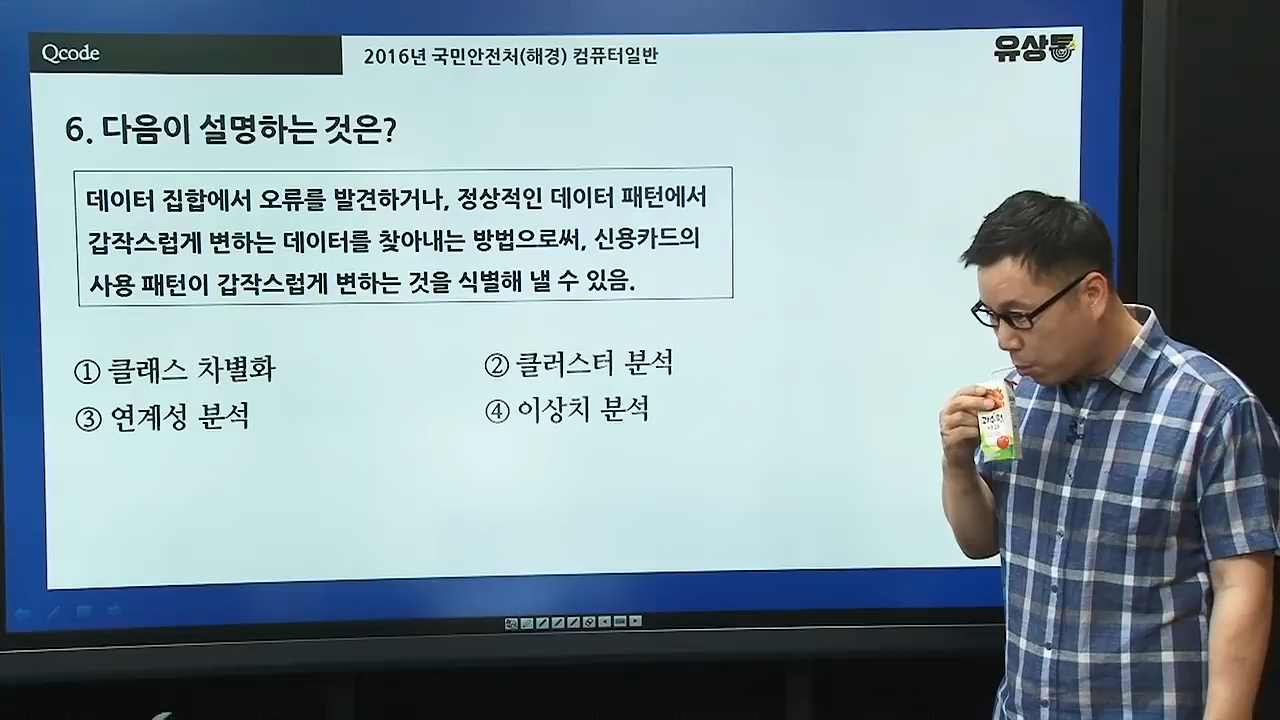 Qcode
2016년 국민안전처(해경) 컴퓨터일반
유상통
6. 다음이 설명하는 것은?
데이터 집합에서 오류를 발견하거나, 정상적인 데이터 패턴에서
갑작스럽게 변하는 데이터를 찾아내는 방법으로써, 신용카드의
사용 패턴이 갑작스럽게 변하는 것을 식별해 낼 수 있음.
① 클래스 차별화
② 클러스터 분석
③ 연계성 분석
④ 이상치 분석
과수원